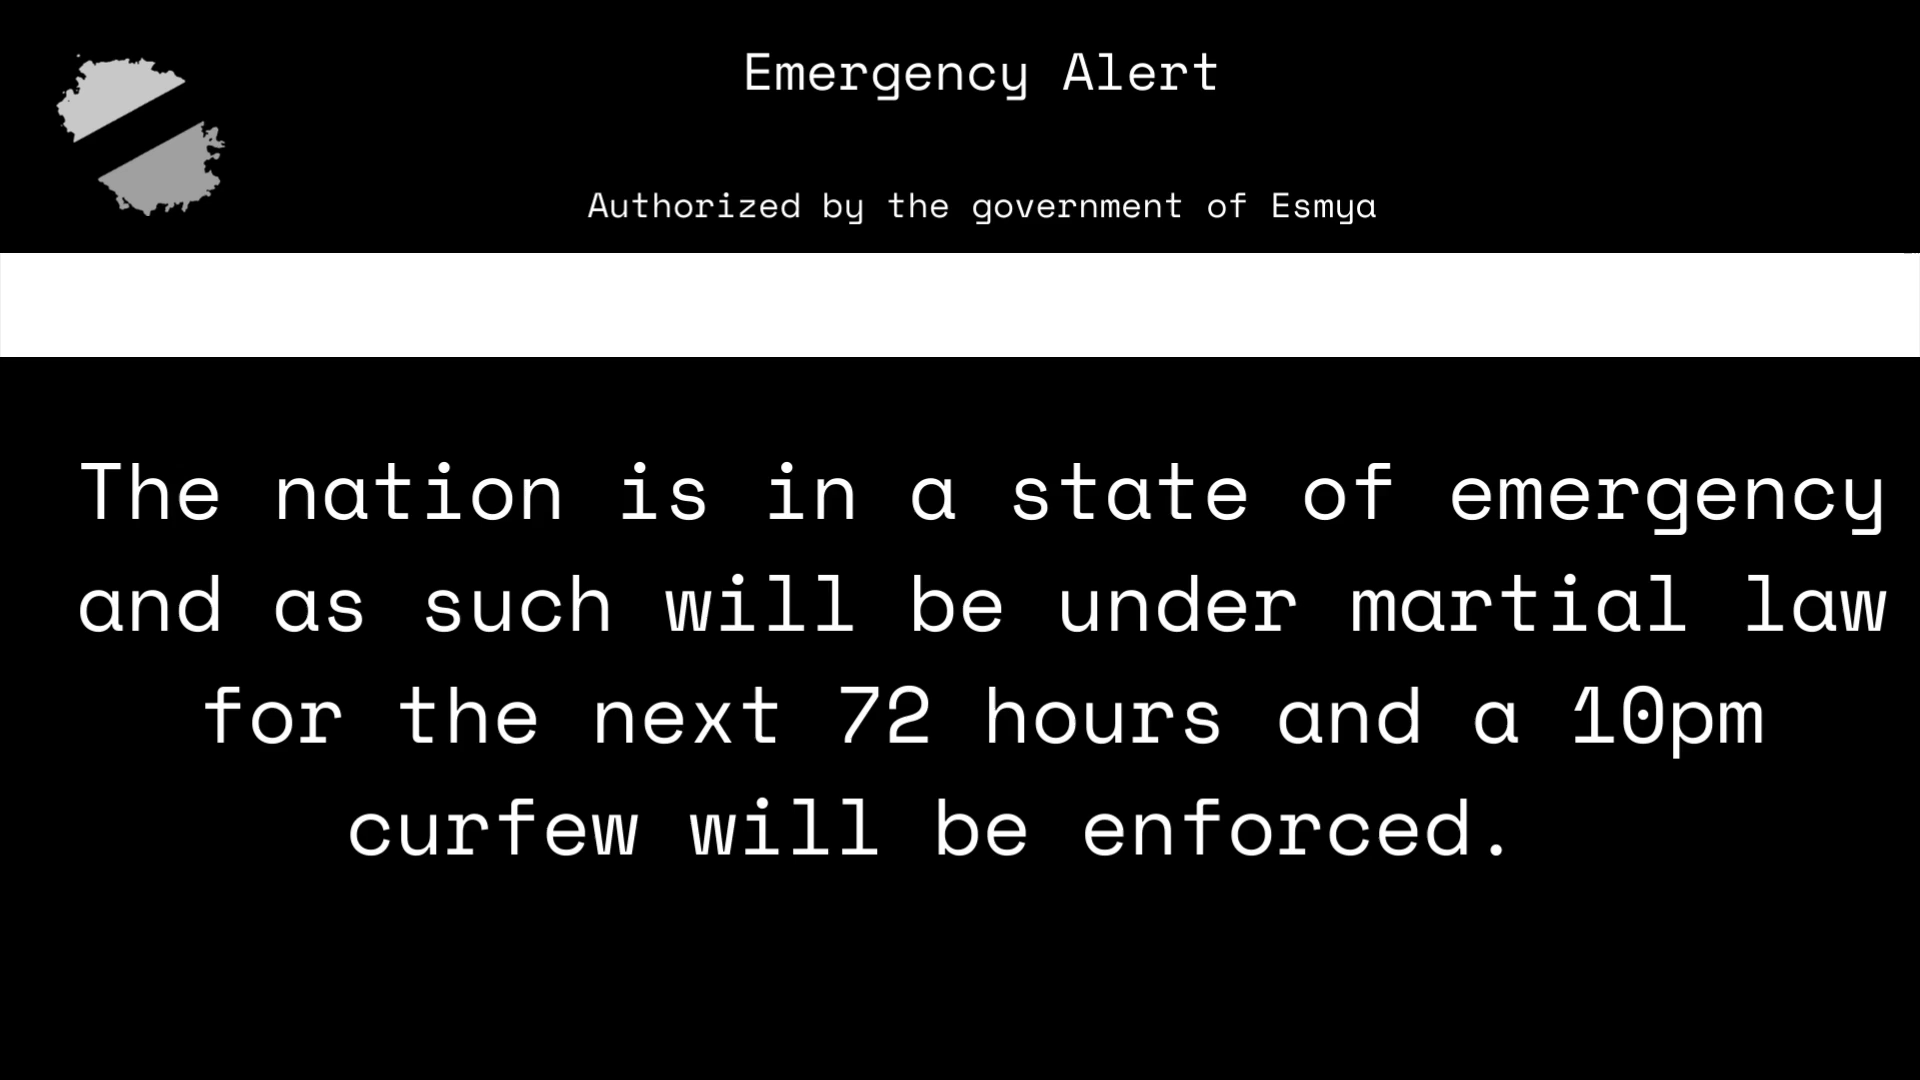 Emergency Alert
Authorized by the government of Esmya
The nation is in a state of emergency
and as such will be under martial law
for the next 72 hours and a 10pm
curfew will be enforced.